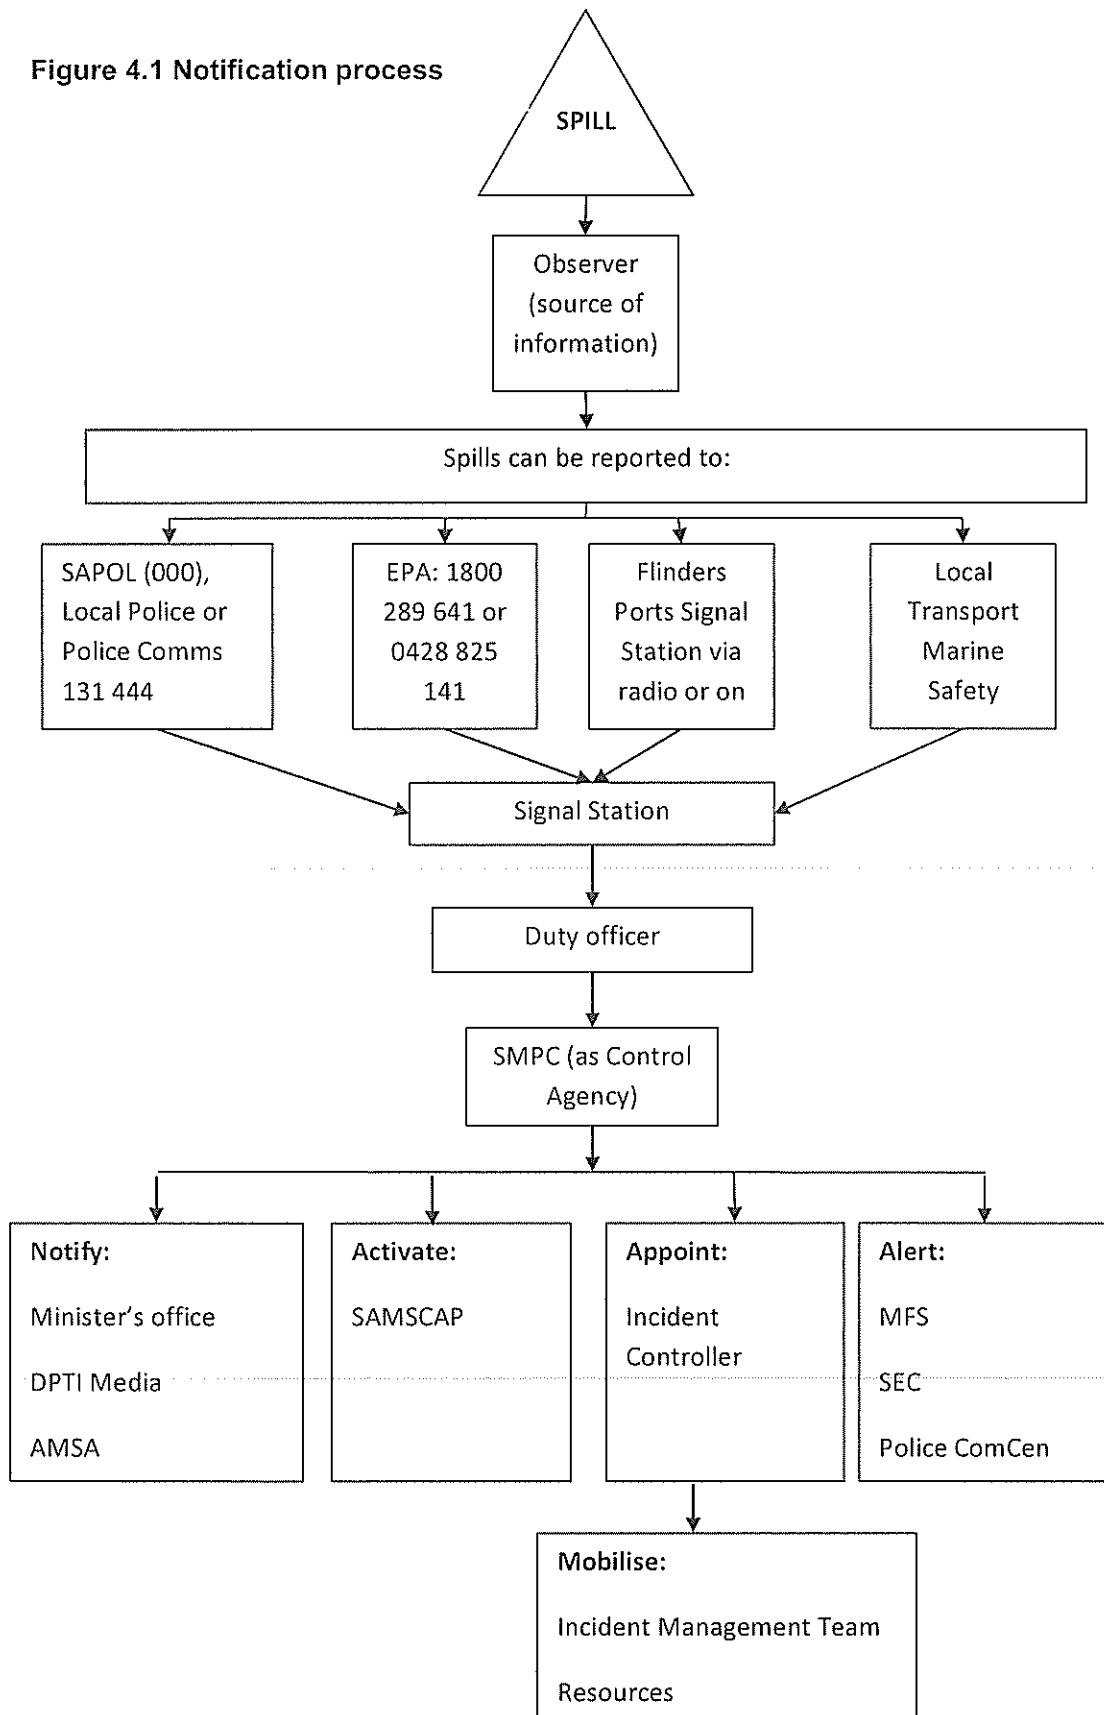 Figure 4.1 Notification process
SPILL
Observer
(source of
information)
Spills can be reported to:
SAPOL (000),
Local Police or
Police Comms
131 444
EPA: 1800
289 641 or
0428 825
141
Flinders
Ports Signal
Station via
radio or on
Local
Transport
Marine
Safety
Signal Station
Duty officer
SMPC (as Control
Agency)
Notify:
Minister's office
DPTI Media
AMSA
Activate:
SAMSCAP
Appoint:
Incident
Controller
Alert:
MFS
SEC
Police ComCen
Mobilise:
Incident Management Team
Resources